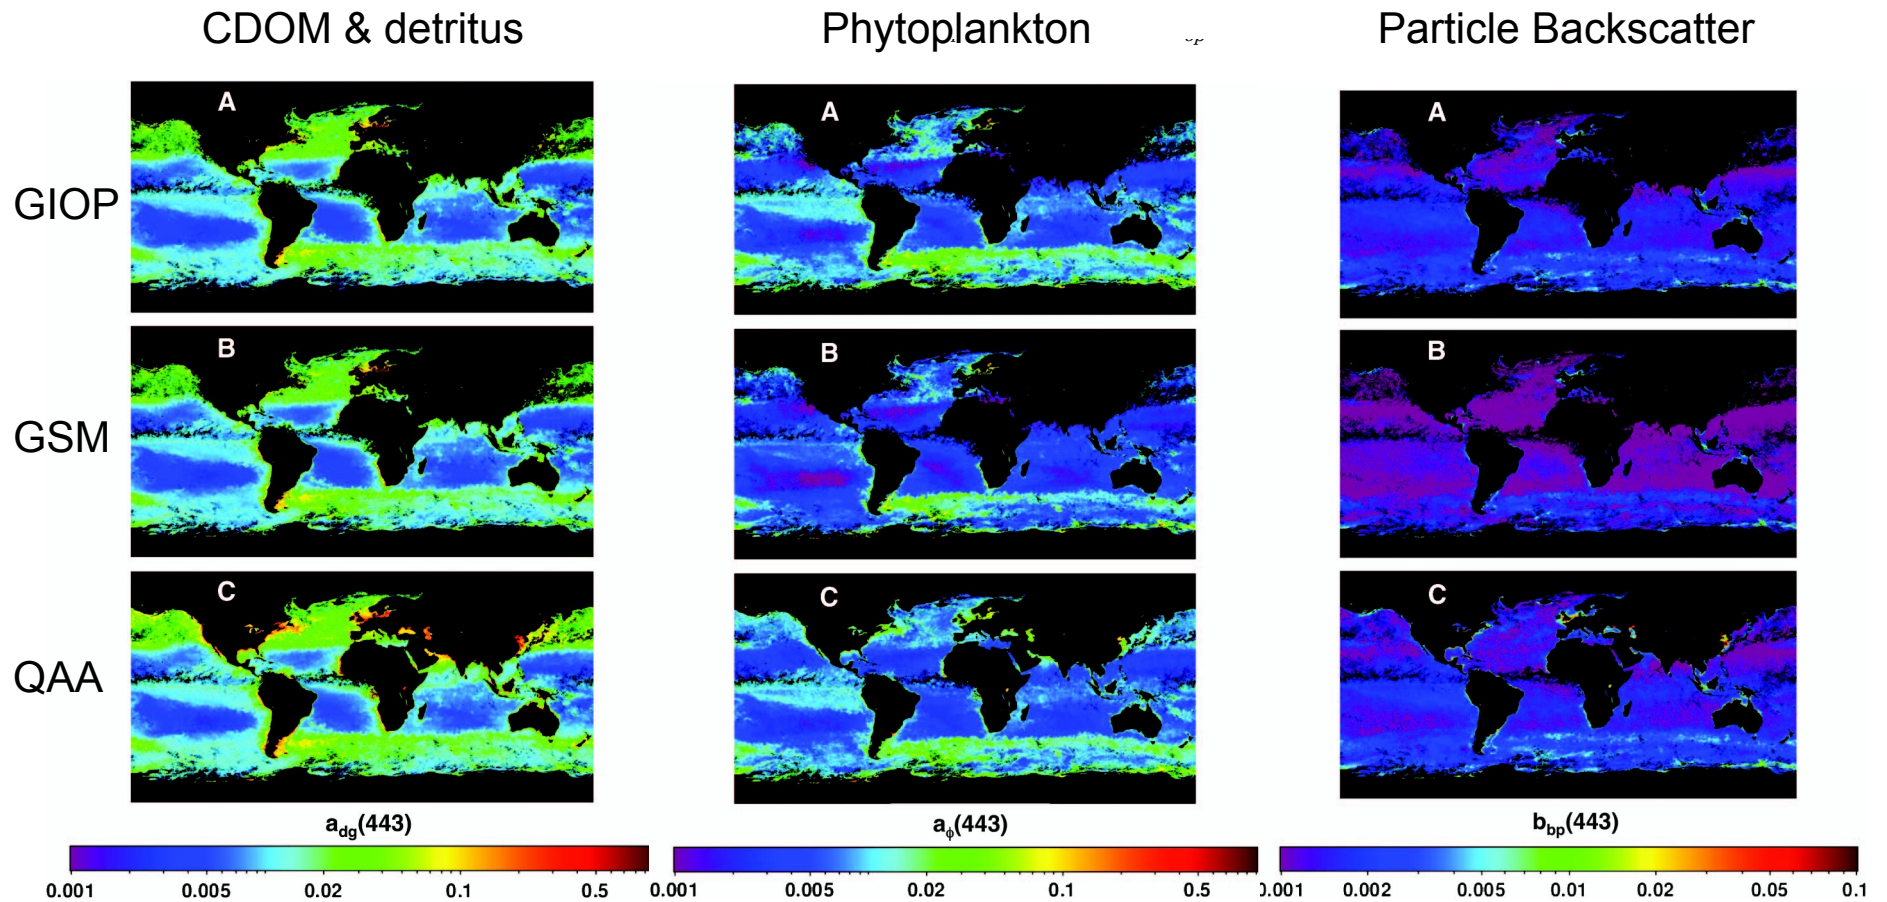 CDOM & detritus
Phytoplankton
Particle Backscatter
GIOP
A
A
A
GSM
B
B
B
QAA
C
C
C
adg(443)
aϕ(443)
bbp(443)
0.001 0.005 0.02 0.1 0.5
0.001 0.005 0.02 0.1 0.5
0.001 0.002 0.005 0.01 0.02 0.05 0.1